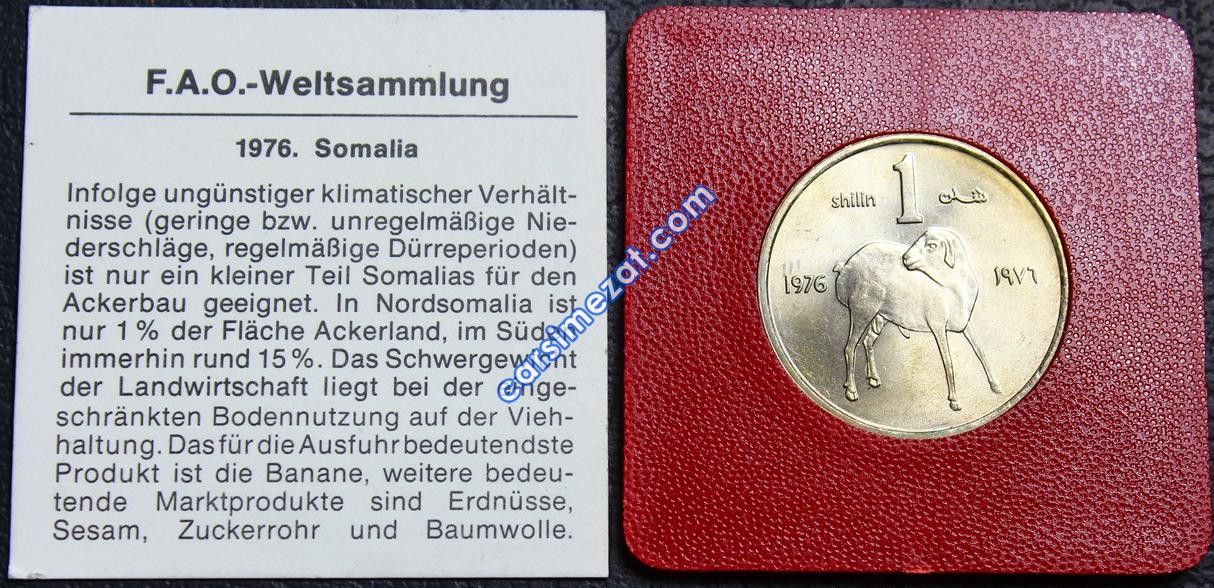 F.A.O.-Weltsammlung
1976. Somalia
Infolge ungünstiger klimatischer Verhält-
nisse (geringe bzw. unregelmäßige Nie-
derschläge, regelmäßige Dürreperioden)
ist nur ein kleiner Teil Somalias für den
Ackerbau geeignet. In Nordsomalia ist
nur 1% der Fläche Ackerland, im Süden
immerhin rund 15%. Das Schwergewicht
der Landwirtschaft liegt bei der einge-
schränkten Bodennutzung auf der Vieh-
haltung. Das für die Ausfuhr bedeutendste
Produkt ist die Banane, weitere bedeu-
tende Marktprodukte sind Erdnüsse,
Sesam, Zuckerrohr und Baumwolle.
carsimezat.com
shilin 1 شلن
1976 ١٩٧٦